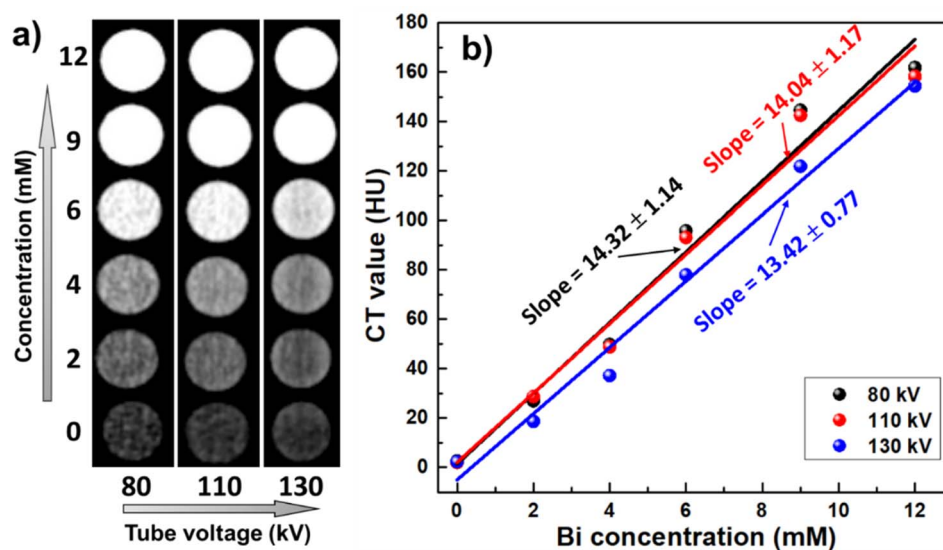 a)
12
9
6
4
2
0
Concentration (mM)
80 110 130
Tube voltage (kV)
b)
180
160
140
120
100
80
60
40
20
0
CT value (HU)
Slope = 14.32 ± 1.14
Slope = 14.04 ± 1.17
Slope = 13.42 ± 0.77
80 kV
110 kV
130 kV
0 2 4 6 8 10 12
Bi concentration (mM)